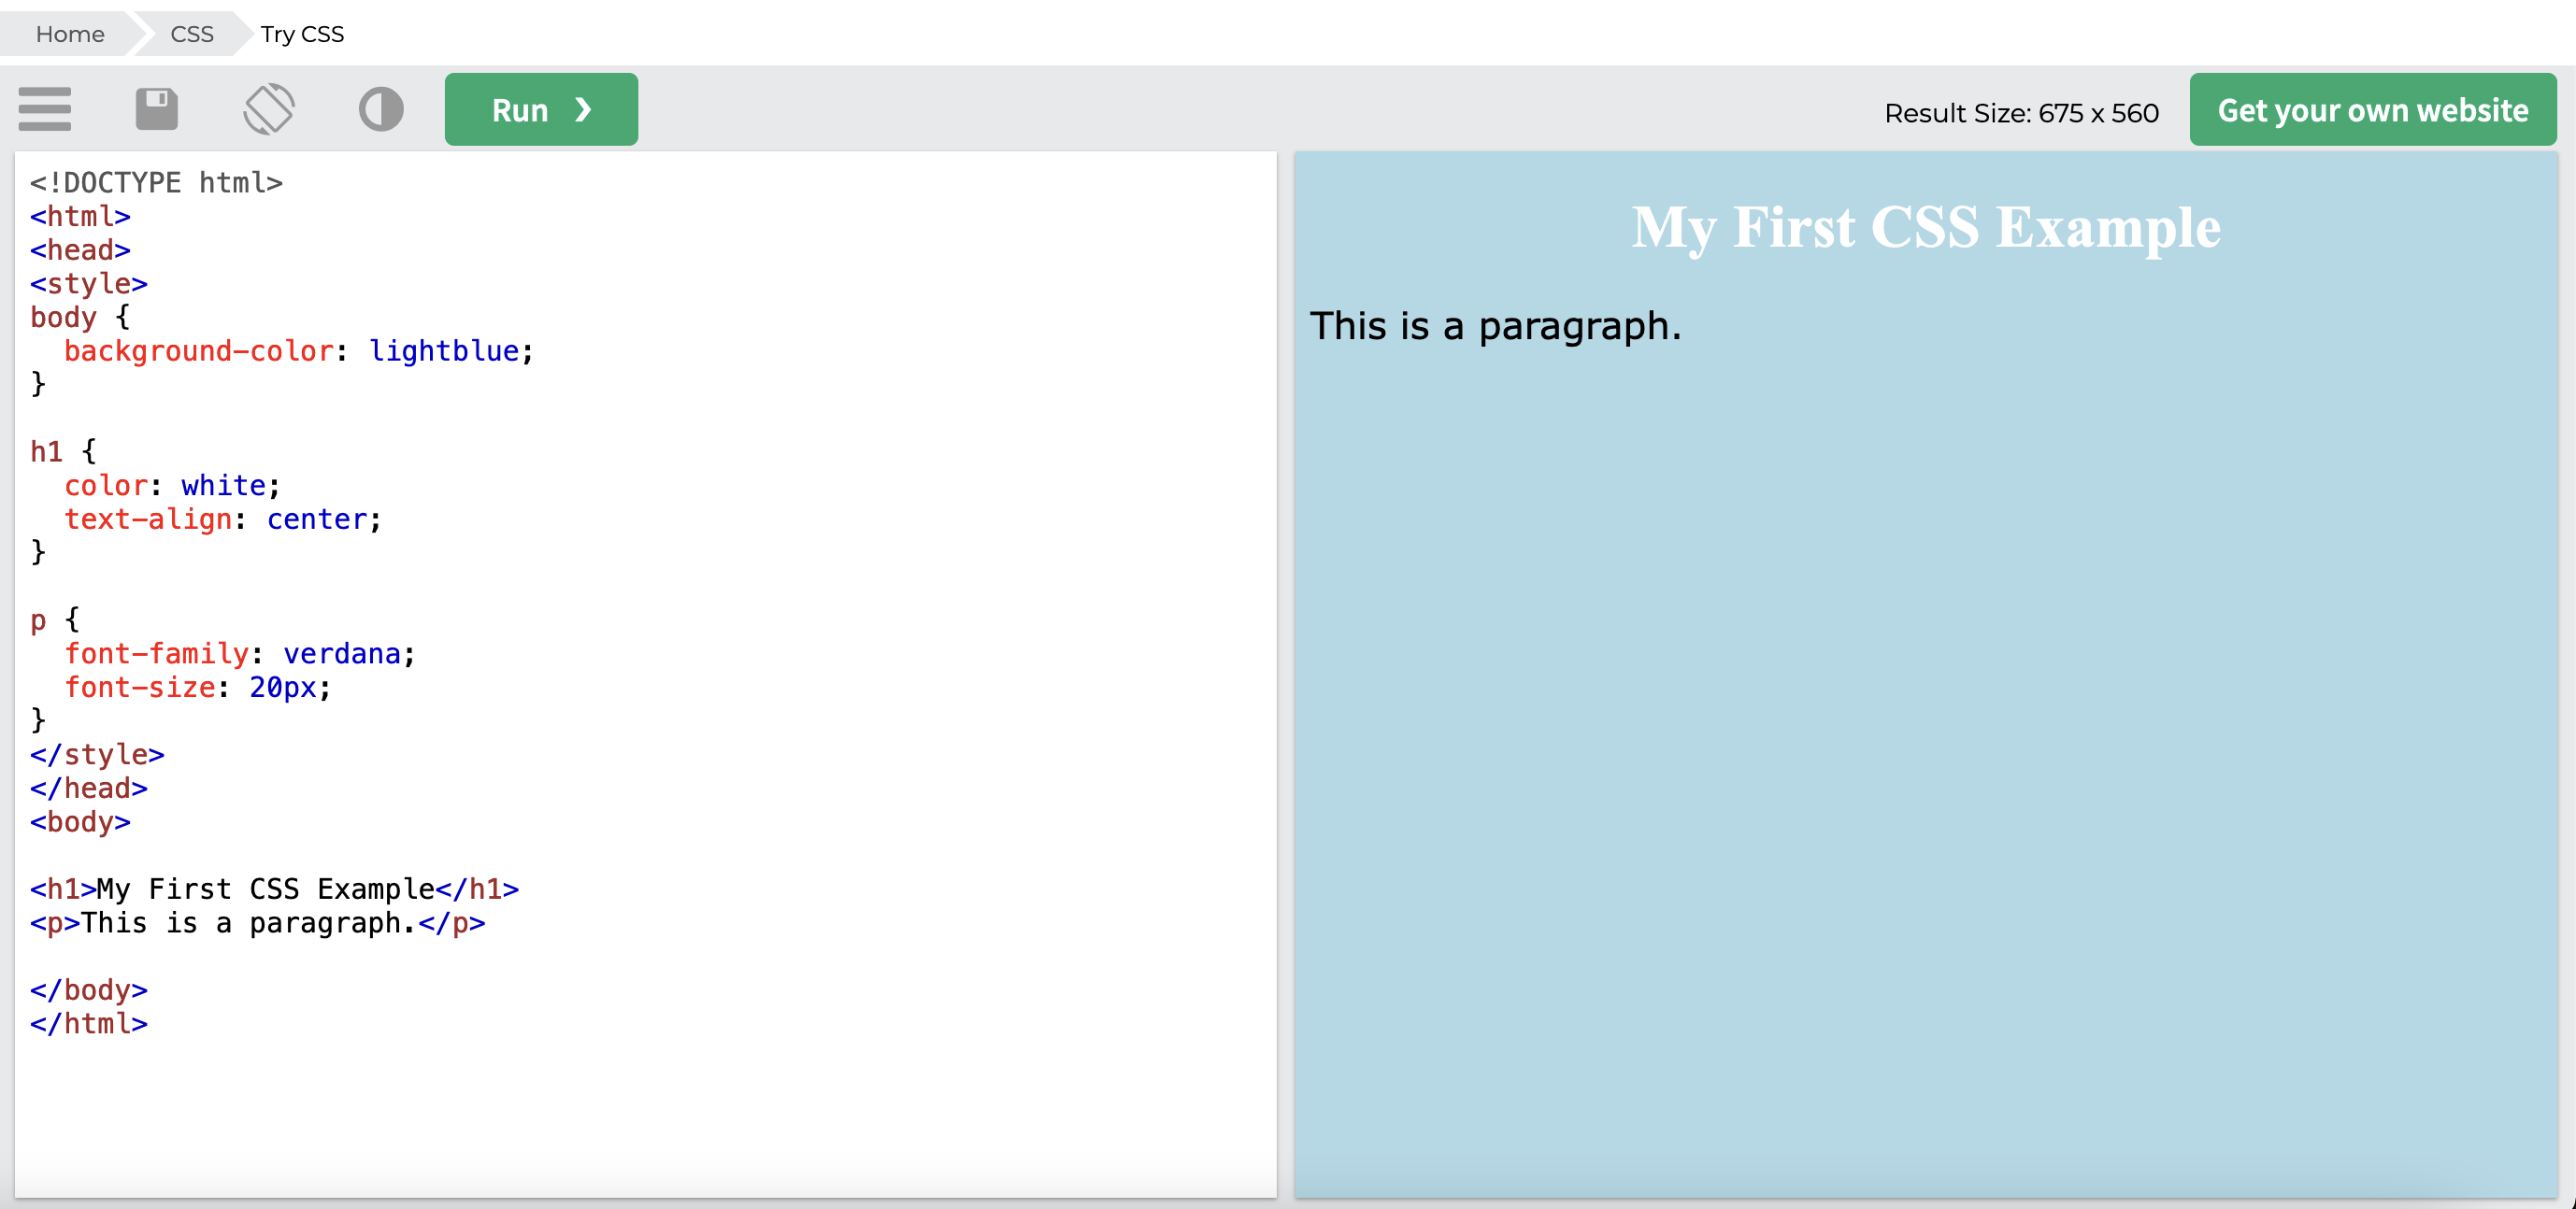 Home
CSS
Try CSS
Run ❯
Result Size: 675 x 560
Get your own website
<!DOCTYPE html>
<html>
<head>
<style>
body {
  background-color: lightblue;
}

h1 {
  color: white;
  text-align: center;
}

p {
  font-family: verdana;
  font-size: 20px;
}
</style>
</head>
<body>

<h1>My First CSS Example</h1>
<p>This is a paragraph.</p>

</body>
</html>
My First CSS Example
This is a paragraph.